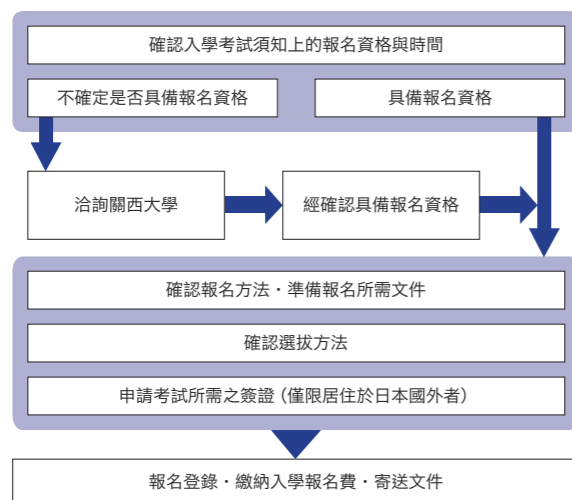 確認入學考試須知上的報名資格與時間
不確定是否具備報名資格
具備報名資格
洽詢關西大學
經確認具備報名資格
確認報名方法・準備報名所需文件
確認選拔方法
申請考試所需之簽證（僅限居住於日本國外者）
報名登錄・繳納入學報名費・寄送文件